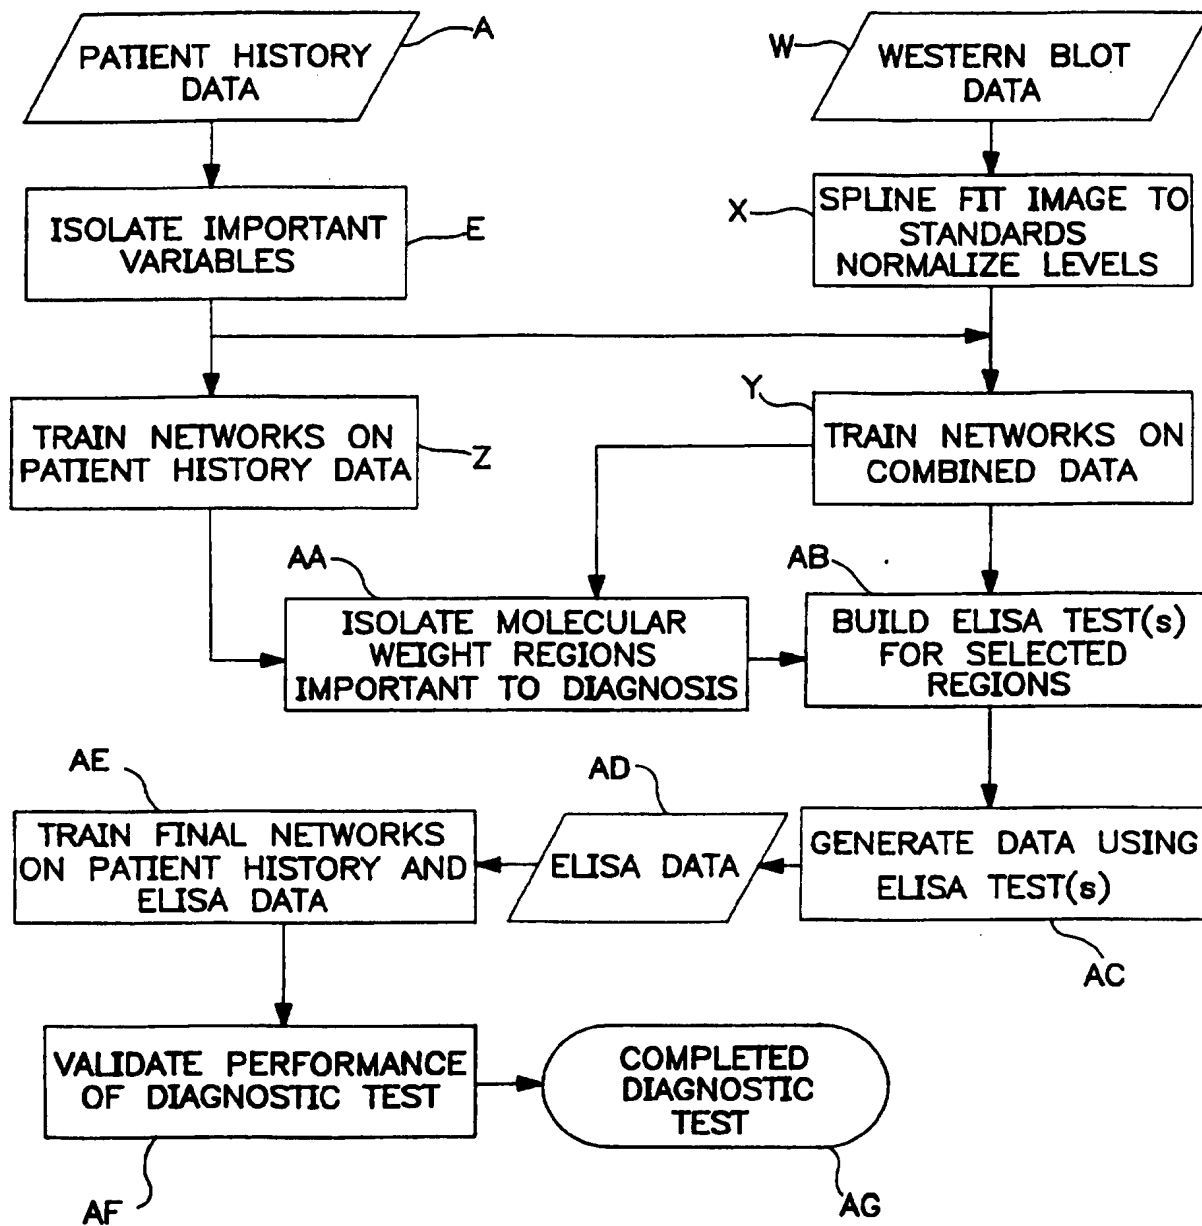 A
PATIENT HISTORY
DATA
W
WESTERN BLOT
DATA
ISOLATE IMPORTANT
VARIABLES
E
X
SPLINE FIT IMAGE TO
STANDARDS
NORMALIZE LEVELS
TRAIN NETWORKS ON
PATIENT HISTORY DATA
Z
Y
TRAIN NETWORKS ON
COMBINED DATA
AA
ISOLATE MOLECULAR
WEIGHT REGIONS
IMPORTANT TO DIAGNOSIS
AB
BUILD ELISA TEST(s)
FOR SELECTED
REGIONS
AE
TRAIN FINAL NETWORKS
ON PATIENT HISTORY AND
ELISA DATA
AD
ELISA DATA
GENERATE DATA USING
ELISA TEST(s)
AC
VALIDATE PERFORMANCE
OF DIAGNOSTIC TEST
AF
COMPLETED
DIAGNOSTIC
TEST
AG